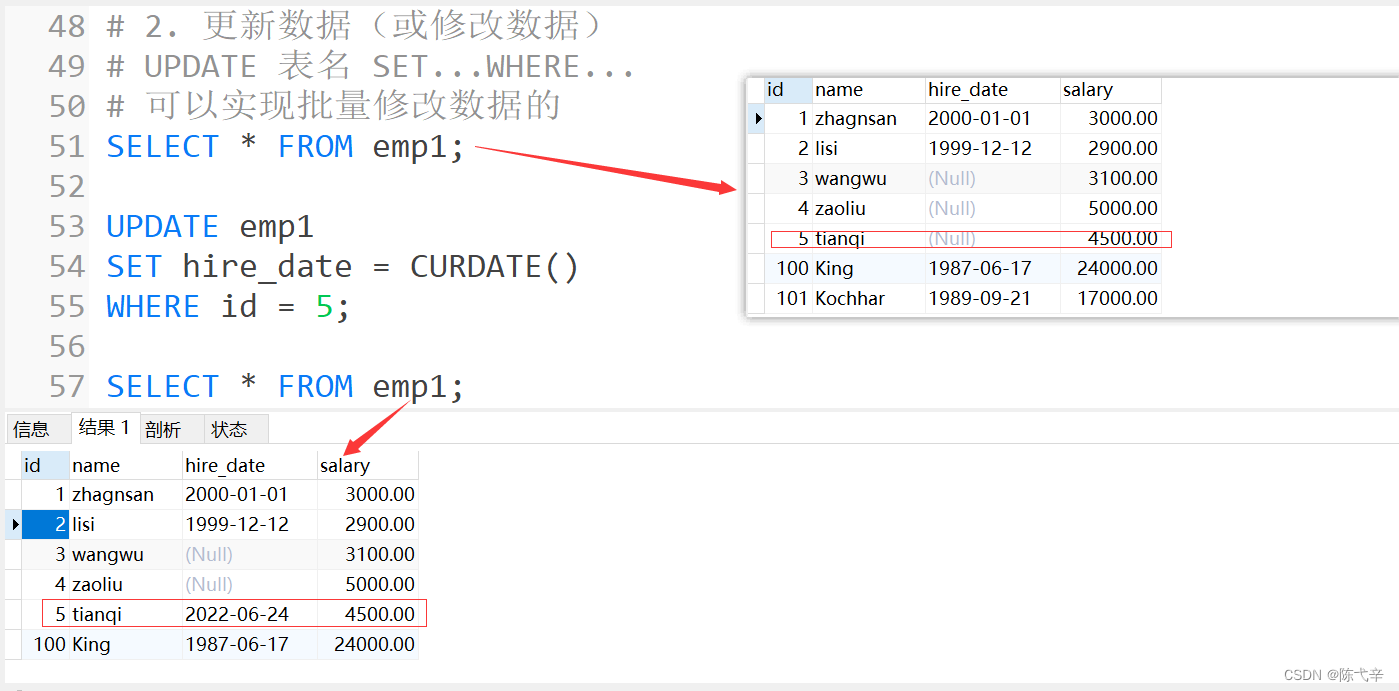 48 # 2. 更新数据（或修改数据）
49 # UPDATE 表名 SET...WHERE...
50 # 可以实现批量修改数据的
51 SELECT * FROM emp1;
52
53 UPDATE emp1
54 SET hire_date = CURDATE()
55 WHERE id = 5;
56
57 SELECT * FROM emp1;
id name hire_date salary
1 zhagnsan 2000-01-01 3000.00
2 lisi 1999-12-12 2900.00
3 wangwu (Null) 3100.00
4 zaoliu (Null) 5000.00
5 tianqi (Null) 4500.00
100 King 1987-06-17 24000.00
101 Kochhar 1989-09-21 17000.00
信息 结果 1 剖析 状态
id name hire_date salary
1 zhagnsan 2000-01-01 3000.00
2 lisi 1999-12-12 2900.00
3 wangwu (Null) 3100.00
4 zaoliu (Null) 5000.00
5 tianqi 2022-06-24 4500.00
100 King 1987-06-17 24000.00
CSDN @陈弋辛